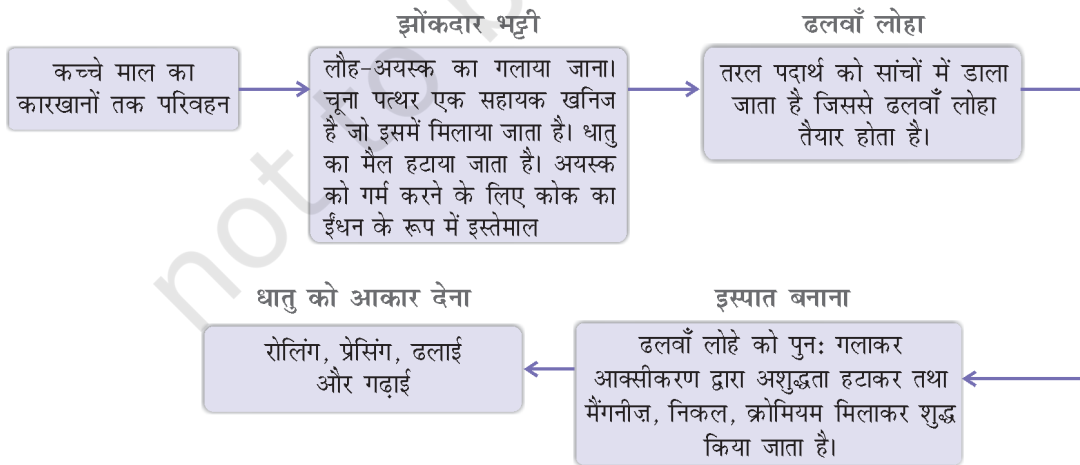 झोंकदार भट्टी
ढलवाँ लोहा
कच्चे माल का
कारखानों तक परिवहन
लौह-अयस्क का गलाया जाना।
चूना पत्थर एक सहायक खनिज
है जो इसमें मिलाया जाता है। धातु
का मैल हटाया जाता है। अयस्क
को गर्म करने के लिए कोक का
ईंधन के रूप में इस्तेमाल
तरल पदार्थ को सांचों में डाला
जाता है जिससे ढलवाँ लोहा
तैयार होता है।
इस्पात बनाना
ढलवाँ लोहे को पुन: गलाकर
आक्सीकरण द्वारा अशुद्धता हटाकर तथा
मैंगनीज़, निकल, क्रोमियम मिलाकर शुद्ध
किया जाता है।
धातु को आकार देना
रोलिंग, प्रेसिंग, ढलाई
और गढ़ाई
not to b